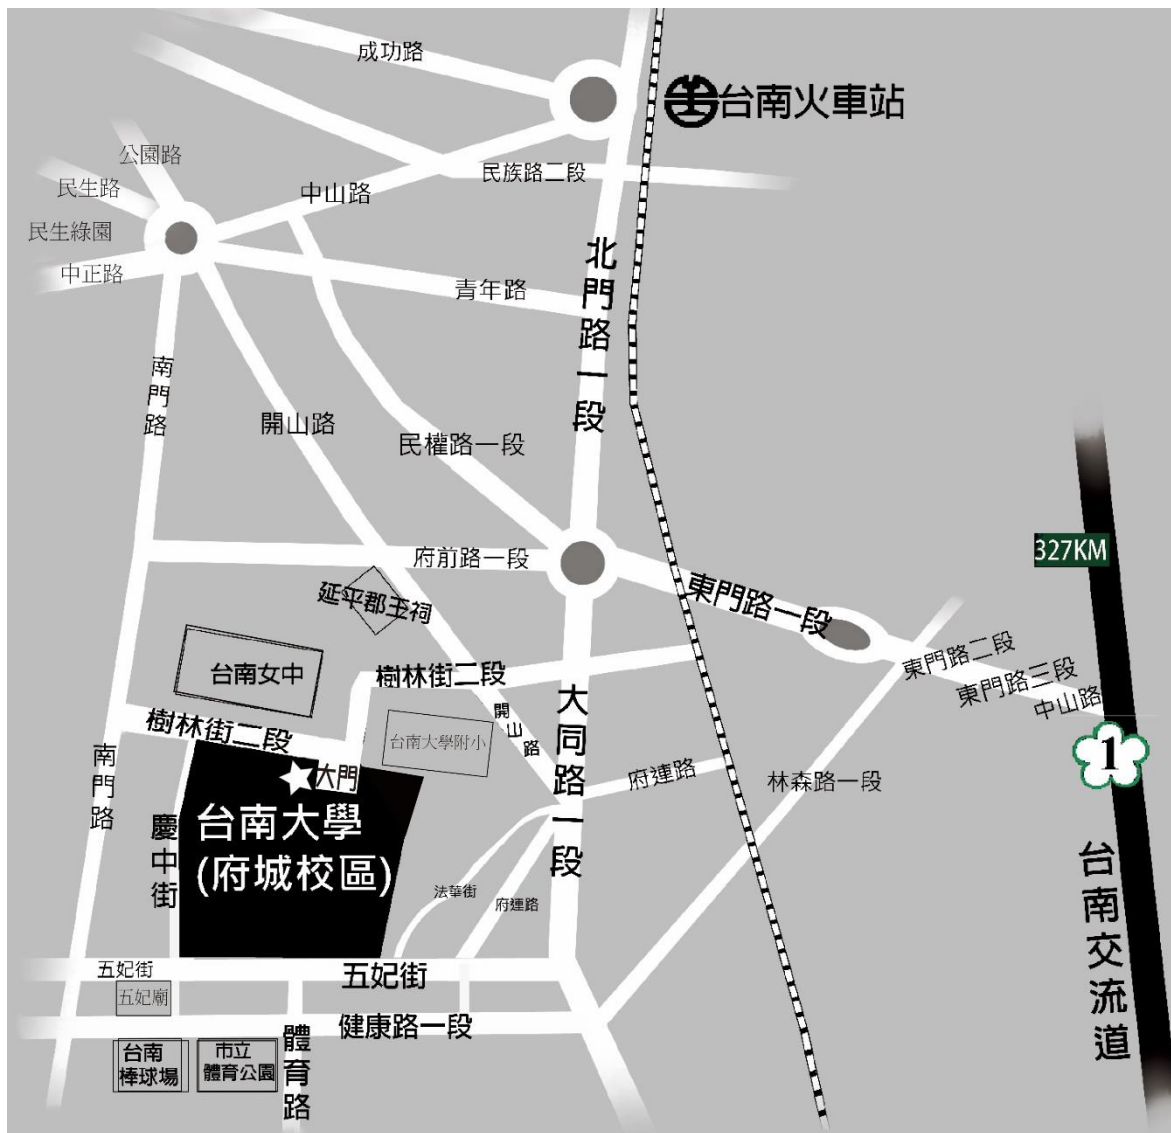 成功路
台南火車站
公園路
民族路二段
民生路
中山路
民生綠園
北門路一段
中正路
青年路
南門路
開山路
民權路一段
327KM
府前路一段
東門路一段
延平郡王祠
台南女中
樹林街二段
東門路二段
東門路三段
中山路
大同路一段
開山路
樹林街二段
台南大學附小
1
南門路
大門
府連路
林森路一段
台南大學
(府城校區)
慶中街
台南交流道
法華街
府連路
五妃街
五妃街
五妃廟
健康路一段
體育路
台南
棒球場
市立
體育公園